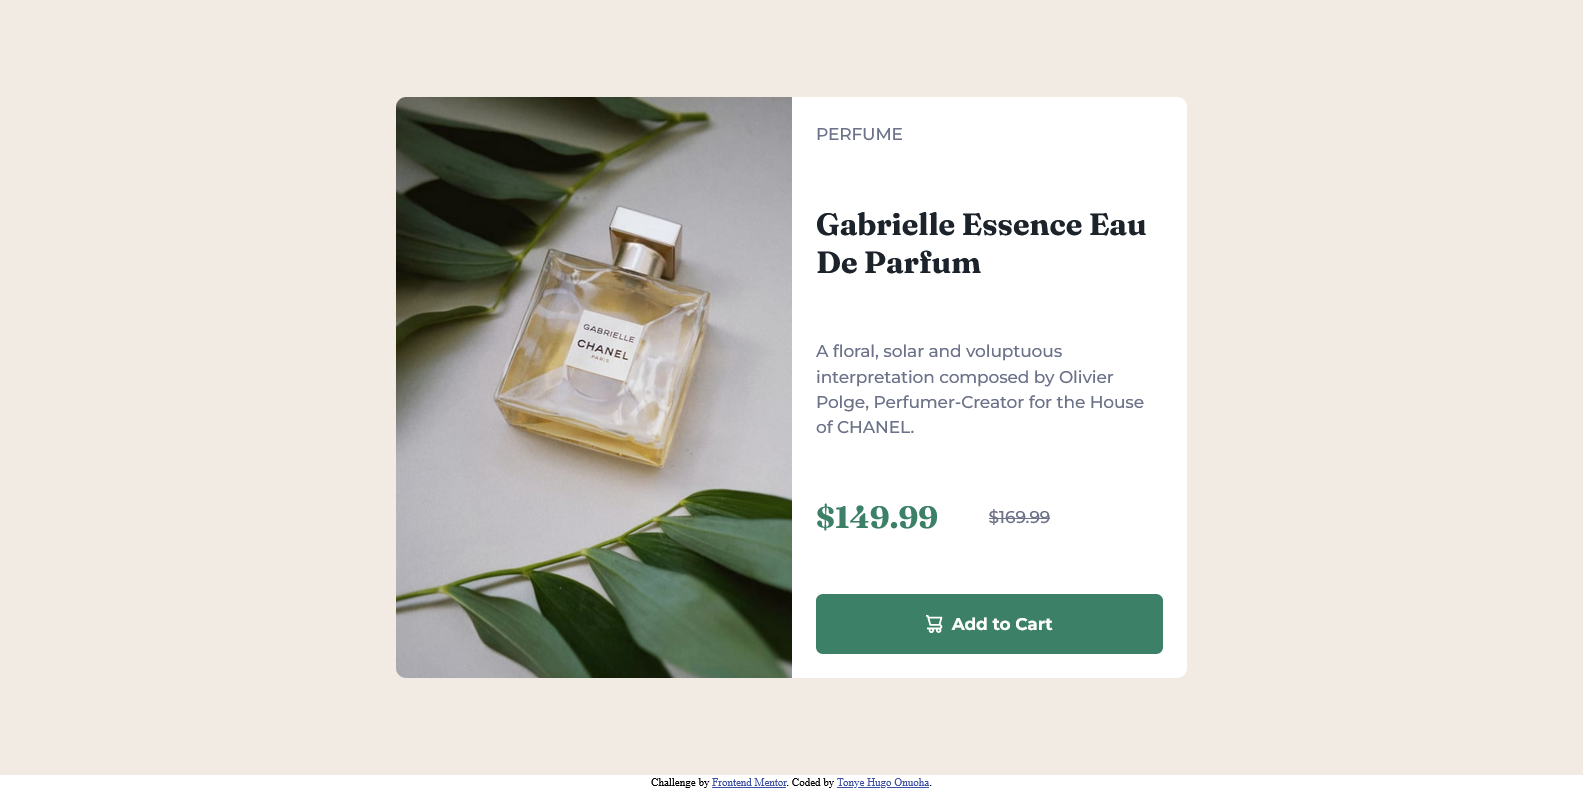 GABRIELLE
CHANEL
PARIS
PERFUME
Gabrielle Essence Eau
De Parfum
A floral, solar and voluptuous
interpretation composed by Olivier
Polge, Perfumer-Creator for the House
of CHANEL.
$149.99 $169.99
Add to Cart
Challenge by Frontend Mentor. Coded by Tonye Hugo Onuoha.